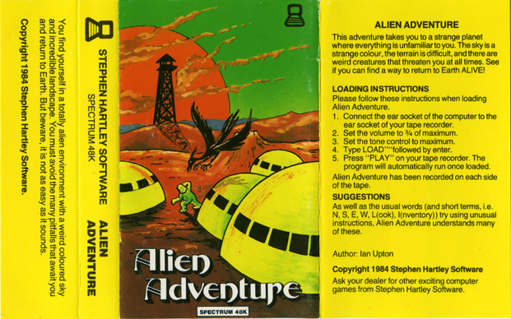 You find yourself in a totally alien environment with a weird coloured sky
and incredible landscape. You must avoid the many pitfalls that await you
and return to Earth. But beware, it is not as easy as it sounds.
Copyright 1984 Stephen Hartley Software.
STEPHEN HARTLEY SOFTWARE
SPECTRUM 48K
ALIEN
ADVENTURE
Alien
Adventure
SPECTRUM 48K
ALIEN ADVENTURE
This adventure takes you to a strange planet
where everything is unfamiliar to you. The sky is a
strange colour, the terrain is difficult, and there are
weird creatures that threaten you at all times. See
if you can find a way to return to Earth ALIVE!
LOADING INSTRUCTIONS
Please follow these instructions when loading
Alien Adventure.
1. Connect the ear socket of the computer to the
ear socket of your tape recorder.
2. Set the volume to ¾ of maximum.
3. Set the tone control to maximum.
4. Type LOAD""followed by enter.
5. Press "PLAY" on your tape recorder. The
program will automatically run once loaded.
Alien Adventure has been recorded on each side
of the tape.
SUGGESTIONS
As well as the usual words (and short terms, i.e.
N, S, E, W, L(ook), I(nventory)) try using unusual
instructions, Alien Adventure understands many
of these.
Author: Ian Upton
Copyright 1984 Stephen Hartley Software
Ask your dealer for other exciting computer
games from Stephen Hartley Software.